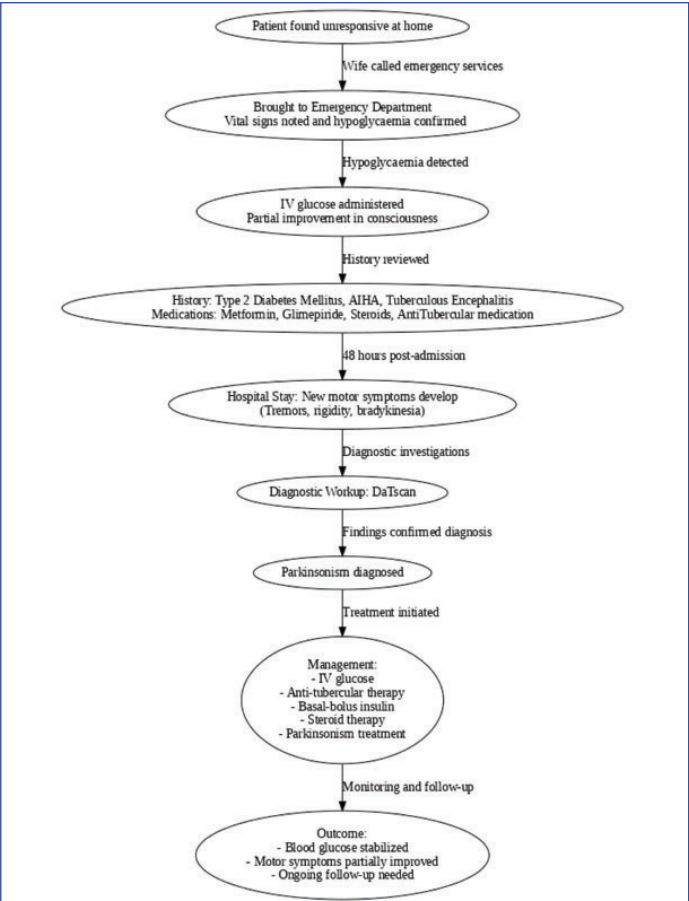 Patient found unresponsive at home
Wife called emergency services
Brought to Emergency Department
Vital signs noted and hypoglycaemia confirmed
Hypoglycaemia detected
IV glucose administered
Partial improvement in consciousness
History reviewed
History: Type 2 Diabetes Mellitus, AIHA, Tuberculous Encephalitis
Medications: Metformin, Glimepiride, Steroids, AntiTubercular medication
48 hours post-admission
Hospital Stay: New motor symptoms develop
(Tremors, rigidity, bradykinesia)
Diagnostic investigations
Diagnostic Workup: DaTscan
Findings confirmed diagnosis
Parkinsonism diagnosed
Treatment initiated
Management:
- IV glucose
- Anti-tubercular therapy
- Basal-bolus insulin
- Steroid therapy
- Parkinsonism treatment
Monitoring and follow-up
Outcome:
- Blood glucose stabilized
- Motor symptoms partially improved
- Ongoing follow-up needed